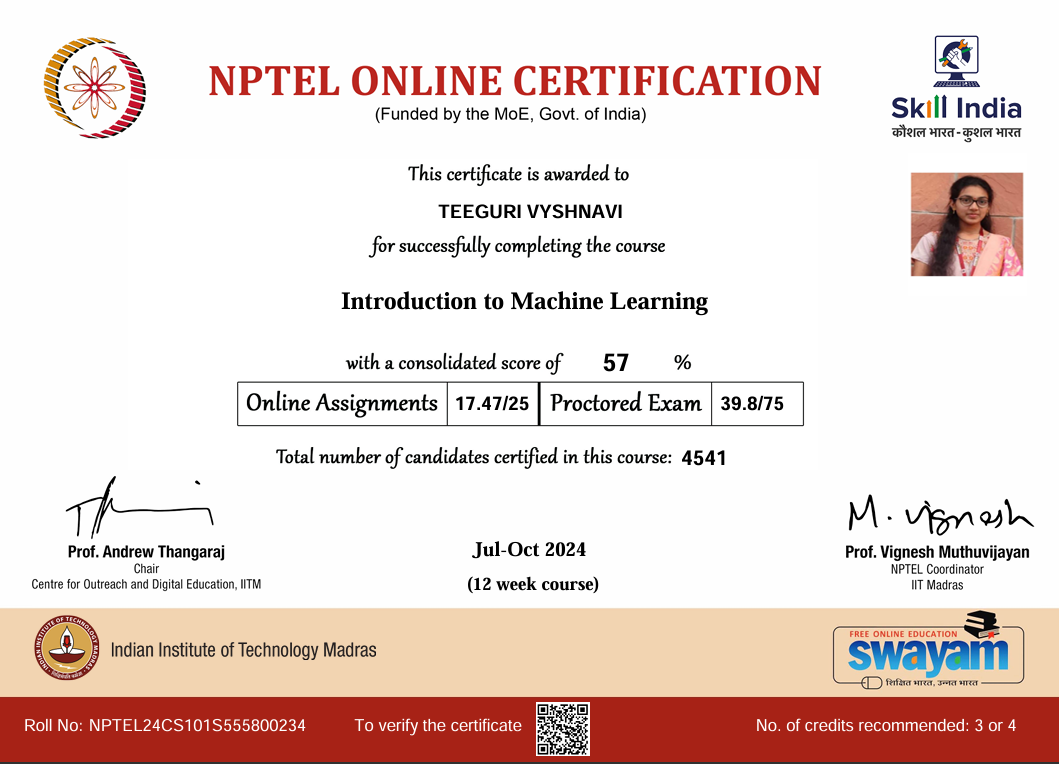 NPTEL ONLINE CERTIFICATION
(Funded by the MoE, Govt. of India)
Skill India
कौशल भारत - कुशल भारत
This certificate is awarded to
TEEGURI VYSHNAVI
for successfully completing the course
Introduction to Machine Learning
with a consolidated score of 57 %
Online Assignments 17.47/25 Proctored Exam 39.8/75
Total number of candidates certified in this course: 4541
M. Vignesh
Prof. Andrew Thangaraj
Chair
Centre for Outreach and Digital Education, IITM
Jul-Oct 2024
(12 week course)
Prof. Vignesh Muthuvijayan
NPTEL Coordinator
IIT Madras
INDIAN INSTITUTE OF TECHNOLOGY MADRAS
Indian Institute of Technology Madras
FREE ONLINE EDUCATION
swayam
शिक्षित भारत, उन्नत भारत
Roll No: NPTEL24CS101S555800234
To verify the certificate
No. of credits recommended: 3 or 4